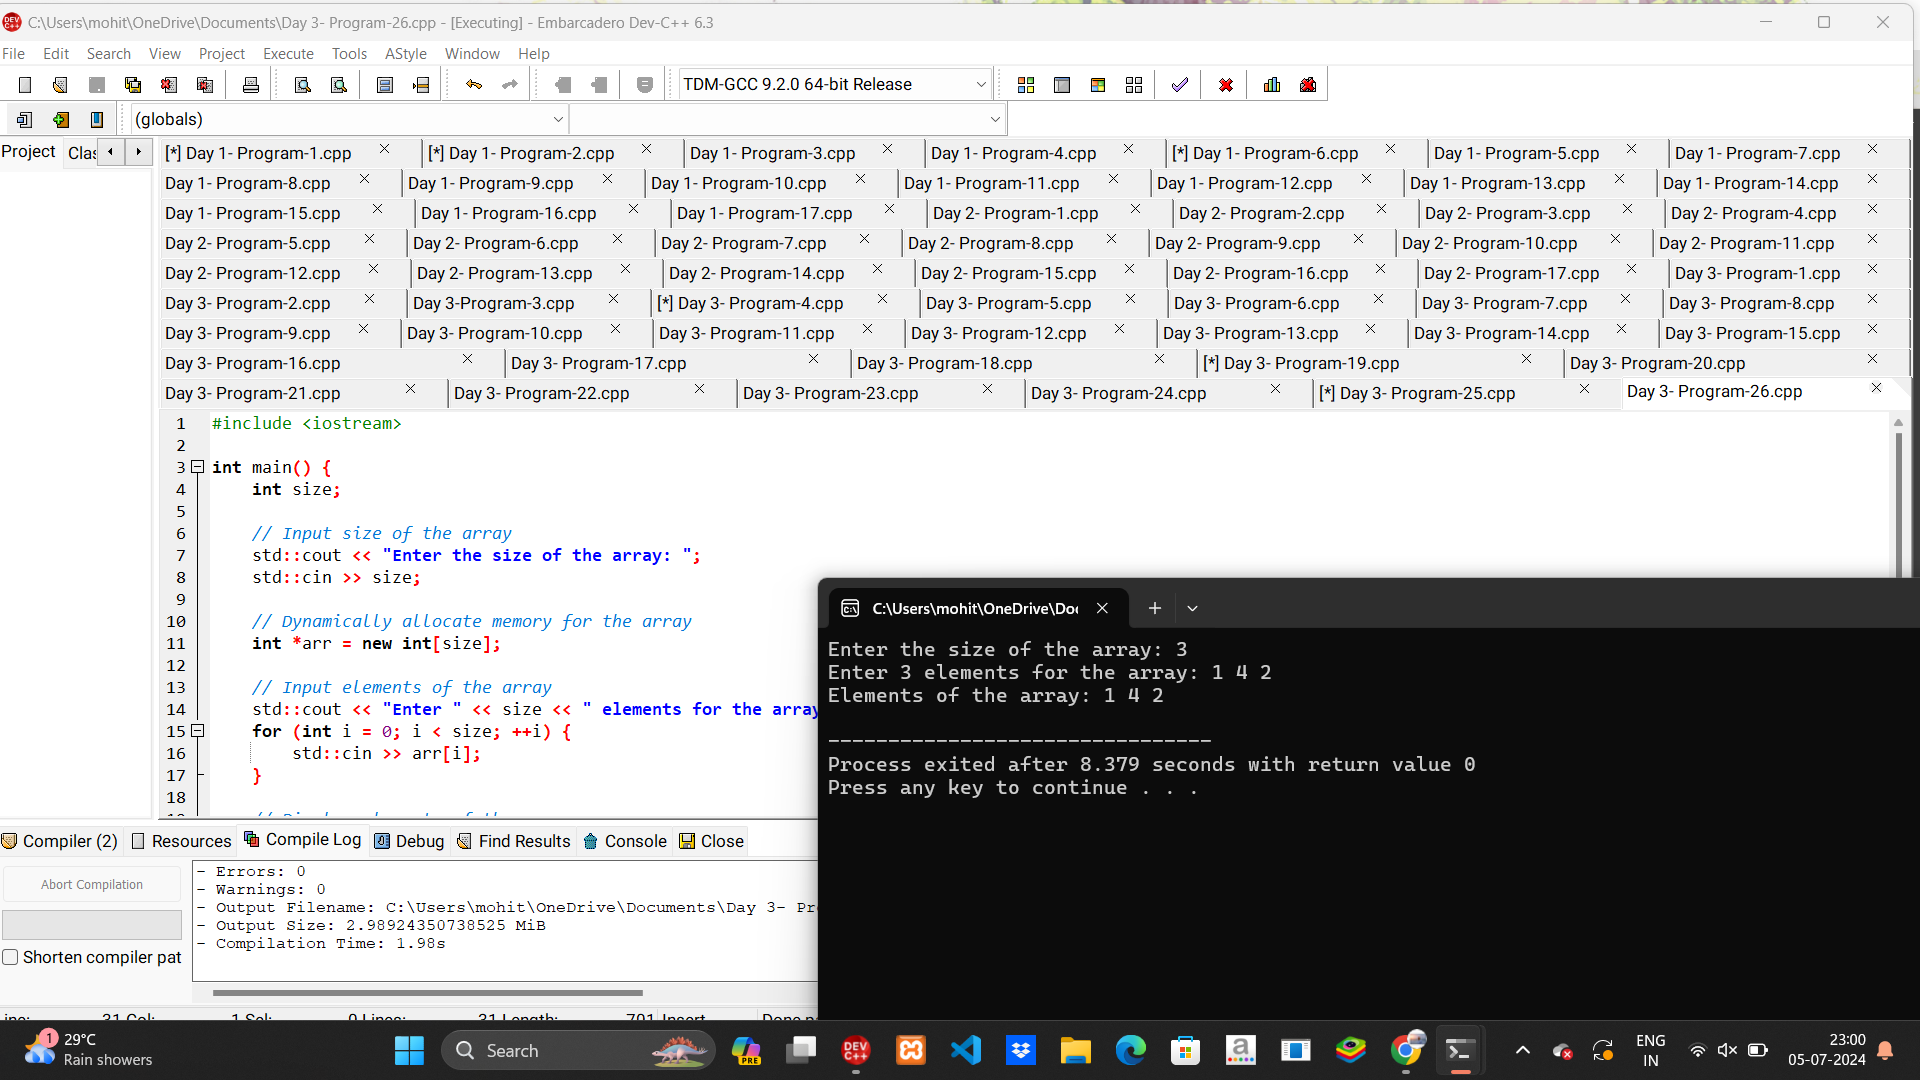 C:\Users\mohit\OneDrive\Documents\Day 3- Program-26.cpp - [Executing] - Embarcadero Dev-C++ 6.3
File Edit Search View Project Execute Tools AStyle Window Help
TDM-GCC 9.2.0 64-bit Release
(globals)
Project Clas
[*] Day 1- Program-1.cpp [*] Day 1- Program-2.cpp Day 1- Program-3.cpp Day 1- Program-4.cpp [*] Day 1- Program-6.cpp Day 1- Program-5.cpp Day 1- Program-7.cpp
Day 1- Program-8.cpp Day 1- Program-9.cpp Day 1- Program-10.cpp Day 1- Program-11.cpp Day 1- Program-12.cpp Day 1- Program-13.cpp Day 1- Program-14.cpp
Day 1- Program-15.cpp Day 1- Program-16.cpp Day 1- Program-17.cpp Day 2- Program-1.cpp Day 2- Program-2.cpp Day 2- Program-3.cpp Day 2- Program-4.cpp
Day 2- Program-5.cpp Day 2- Program-6.cpp Day 2- Program-7.cpp Day 2- Program-8.cpp Day 2- Program-9.cpp Day 2- Program-10.cpp Day 2- Program-11.cpp
Day 2- Program-12.cpp Day 2- Program-13.cpp Day 2- Program-14.cpp Day 2- Program-15.cpp Day 2- Program-16.cpp Day 2- Program-17.cpp Day 3- Program-1.cpp
Day 3- Program-2.cpp Day 3-Program-3.cpp [*] Day 3- Program-4.cpp Day 3- Program-5.cpp Day 3- Program-6.cpp Day 3- Program-7.cpp Day 3- Program-8.cpp
Day 3- Program-9.cpp Day 3- Program-10.cpp Day 3- Program-11.cpp Day 3- Program-12.cpp Day 3- Program-13.cpp Day 3- Program-14.cpp Day 3- Program-15.cpp
Day 3- Program-16.cpp Day 3- Program-17.cpp Day 3- Program-18.cpp [*] Day 3- Program-19.cpp Day 3- Program-20.cpp
Day 3- Program-21.cpp Day 3- Program-22.cpp Day 3- Program-23.cpp Day 3- Program-24.cpp [*] Day 3- Program-25.cpp Day 3- Program-26.cpp
1 #include <iostream>
2
3 int main() {
4 int size;
5
6 // Input size of the array
7 std::cout << "Enter the size of the array: ";
8 std::cin >> size;
9
10 // Dynamically allocate memory for the array
11 int *arr = new int[size];
12
13 // Input elements of the array
14 std::cout << "Enter " << size << " elements for the array
15 for (int i = 0; i < size; ++i) {
16 std::cin >> arr[i];
17 }
18
C:\Users\mohit\OneDrive\Doc
Enter the size of the array: 3
Enter 3 elements for the array: 1 4 2
Elements of the array: 1 4 2
--------------------------------
Process exited after 8.379 seconds with return value 0
Press any key to continue . . .
Compiler (2) Resources Compile Log Debug Find Results Console Close
Abort Compilation
Shorten compiler pat
- Errors: 0
- Warnings: 0
- Output Filename: C:\Users\mohit\OneDrive\Documents\Day 3- Pr
- Output Size: 2.98924350738525 MiB
- Compilation Time: 1.98s
31 Col: 1 Sel: 0 Lines: 31 Length: 701 Insert
1
29°C
Rain showers
Search
PRE
DEV C++
ENG
IN
23:00
05-07-2024